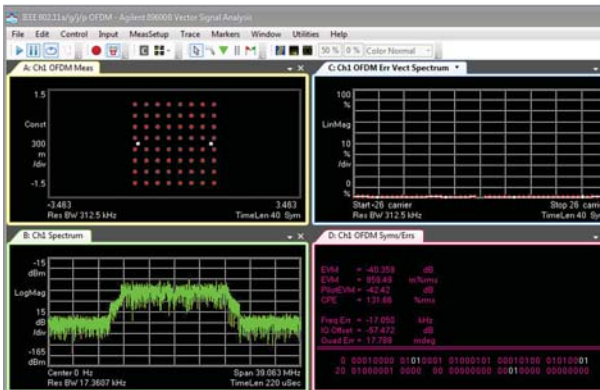 IEEE 802.11a/g/j/p OFDM - Agilent 89600B Vector Signal Analysis
File Edit Control Input MeasSetup Trace Markers Window Utilities Help
50 % 0 % Color Normal
A: Ch1 OFDM Meas
1.5
Const
300
m
/div
-1.5
-3.463 3.463
Res BW 312.5 kHz TimeLen 40 Sym
C: Ch1 OFDM Err Vect Spectrum
100
%
LinMag
10
%
/div
0
%
Start -26 carrier Stop 26 carrier
Res BW 312.5 kHz TimeLen 40 Sym
B: Ch1 Spectrum
-15
dBm
LogMag
15
dB
/div
-165
dBm
Center 0 Hz Span 39.063 MHz
Res BW 17.3607 kHz TimeLen 220 uSec
D: Ch1 OFDM Syms/Errs
EVM = -40.359 dB
EVM = 959.49 m%rms
PilotEVM = -42.42 dB
CPE = 131.66 %rms
Freq Err = -17.050 kHz
IQ Offset = -57.472 dB
Quad Err = 17.788 mdeg
0 00010000 01010001 01000101 00010100 01010001
20 01000001 0000 00 00000000 00010000 00000000